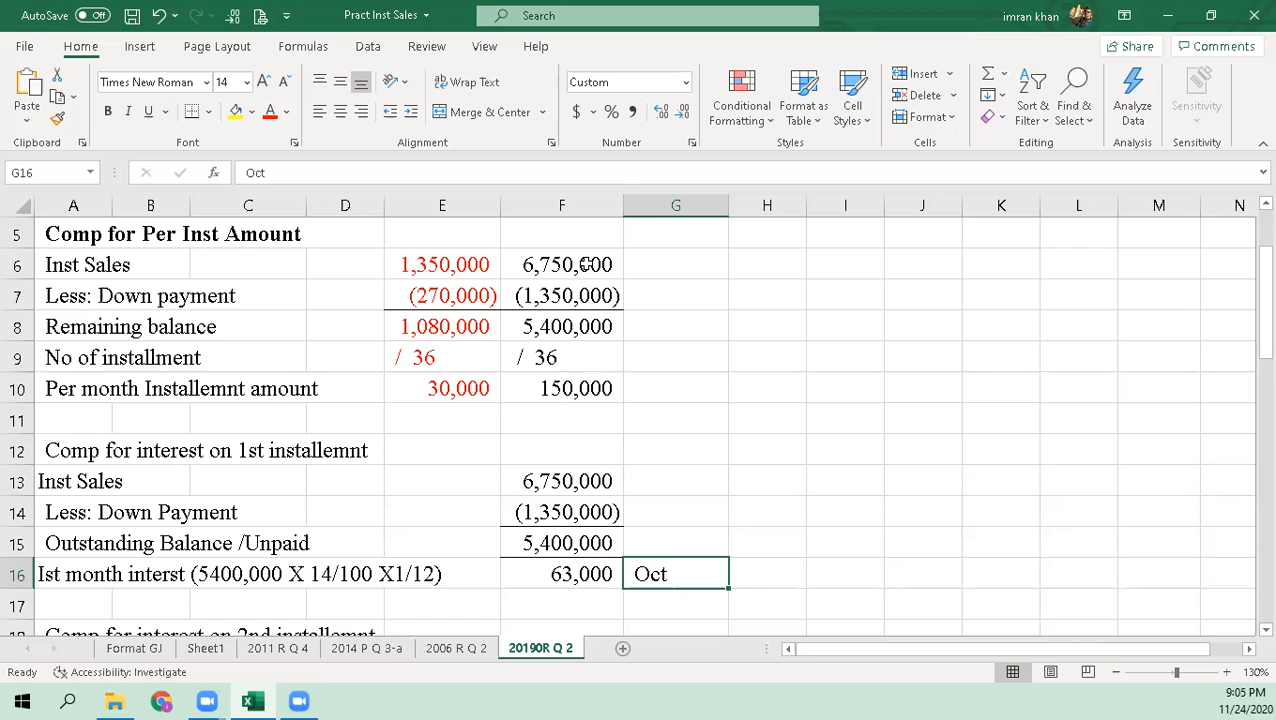 AutoSave Off Pract Inst Sales Search imran khan
File Home Insert Page Layout Formulas Data Review View Help Share Comments
Times New Roman 14 Wrap Text Custom Insert
Paste Merge & Center Conditional Formatting Format as Table Cell Styles Delete Format Sort & Filter Find & Select Analyze Data Sensitivity
Clipboard Font Alignment Number Styles Cells Editing Analysis Sensitivity
G16 fx Oct
A B C D E F G H I J K L M N
5 Comp for Per Inst Amount
6 Inst Sales 1,350,000 6,750,000
7 Less: Down payment (270,000) (1,350,000)
8 Remaining balance 1,080,000 5,400,000
9 No of installment / 36 / 36
10 Per month Installemnt amount 30,000 150,000
11
12 Comp for interest on 1st installemnt
13 Inst Sales 6,750,000
14 Less: Down Payment (1,350,000)
15 Outstanding Balance /Unpaid 5,400,000
16 Ist month interst (5400,000 X 14/100 X1/12) 63,000 Oct
17
18 Comp for interest on 2nd installemnt
Format GJ Sheet1 2011 R Q 4 2014 P Q 3-a 2006 R Q 2 20190R Q 2
Ready Accessibility: Investigate 130%
9:05 PM
11/24/2020